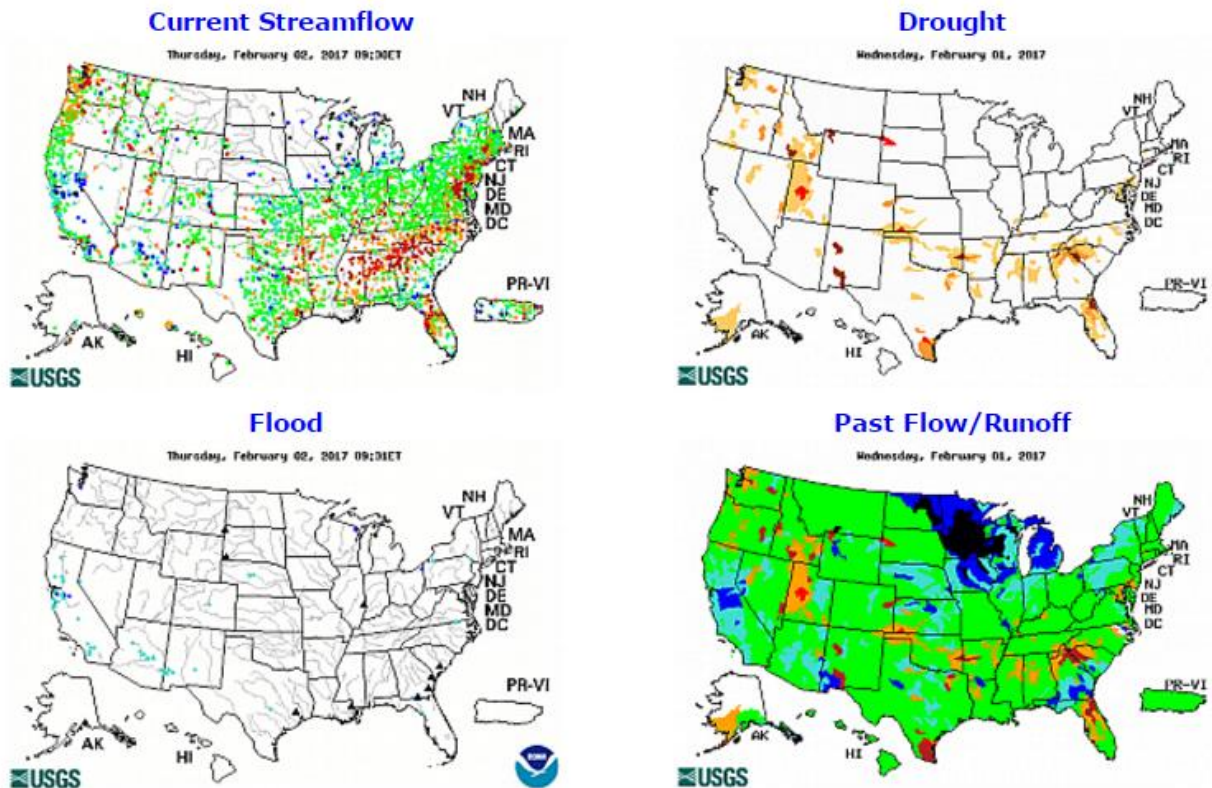 Current Streamflow
Thursday, February 02, 2017 09:00ET
NH
VT
MA
RI
CT
NJ
DE
MD
DC
PR-VI
AK
HI
USGS
Drought
Wednesday, February 01, 2017
NH
VT
MA
RI
CT
NJ
DE
MD
DC
PR-VI
AK
HI
USGS
Flood
Thursday, February 02, 2017 09:01ET
NH
VT
MA
RI
CT
NJ
DE
MD
DC
PR-VI
AK
HI
USGS
Past Flow/Runoff
Wednesday, February 01, 2017
NH
VT
MA
RI
CT
NJ
DE
MD
DC
PR-VI
AK
HI
USGS